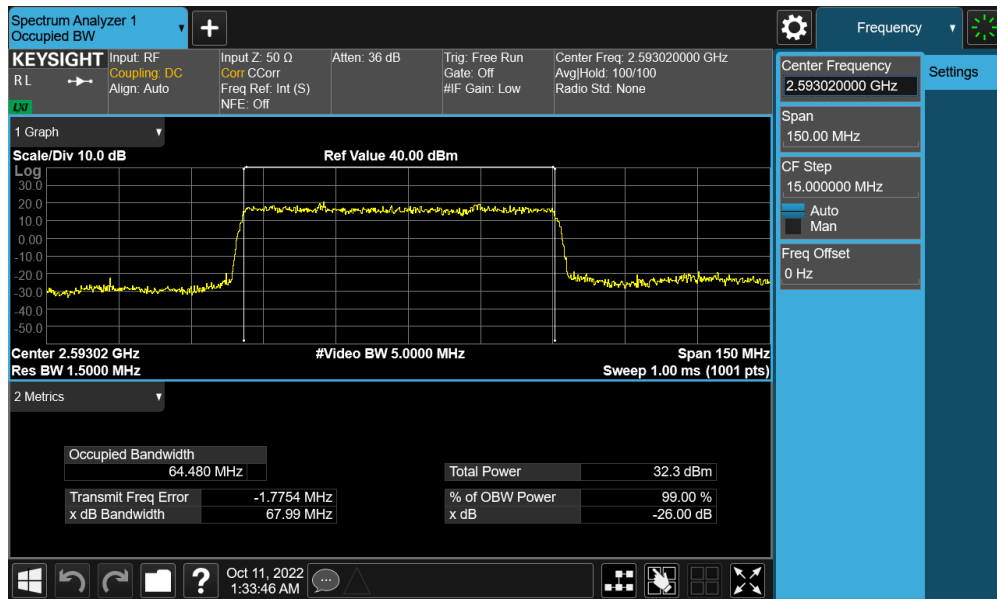 Spectrum Analyzer 1
Occupied BW
+
Frequency
KEYSIGHT
R L
LXI
Input: RF
Coupling: DC
Align: Auto
Input Z: 50 Ω
Corr CCorr
Freq Ref: Int (S)
NFE: Off
Atten: 36 dB
Trig: Free Run
Gate: Off
#IF Gain: Low
Center Freq: 2.593020000 GHz
Avg|Hold: 100/100
Radio Std: None
Center Frequency
2.593020000 GHz
Settings
Span
150.00 MHz
CF Step
15.000000 MHz
Auto
Man
Freq Offset
0 Hz
1 Graph
Scale/Div 10.0 dB
Ref Value 40.00 dBm
Log
30.0
20.0
10.0
0.00
-10.0
-20.0
-30.0
-40.0
-50.0
Center 2.59302 GHz
#Video BW 5.0000 MHz
Span 150 MHz
Res BW 1.5000 MHz
Sweep 1.00 ms (1001 pts)
2 Metrics
Occupied Bandwidth
64.480 MHz
Total Power 32.3 dBm
Transmit Freq Error -1.7754 MHz
% of OBW Power 99.00 %
x dB Bandwidth 67.99 MHz
x dB -26.00 dB
?
Oct 11, 2022
1:33:46 AM